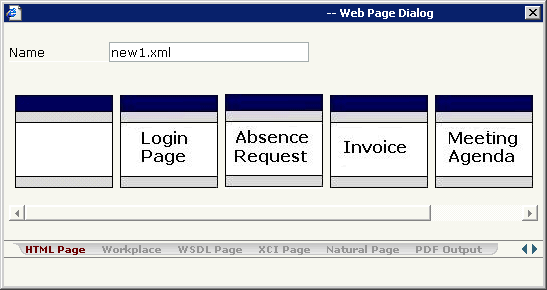 -- Web Page Dialog
Name new1.xml
Login
Page
Absence
Request
Invoice
Meeting
Agenda
HTML Page Workplace WSDL Page XCI Page Natural Page PDF Output